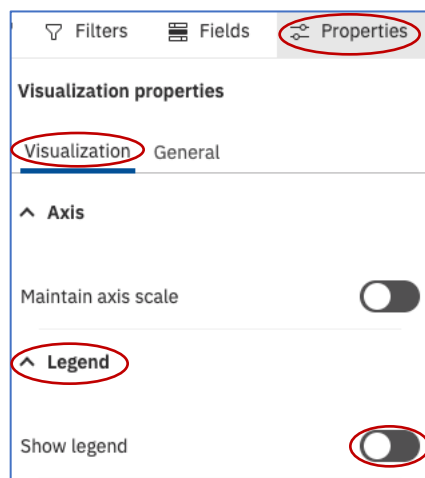 Filters Fields Properties
Visualization properties
Visualization General
Axis
Maintain axis scale
Legend
Show legend